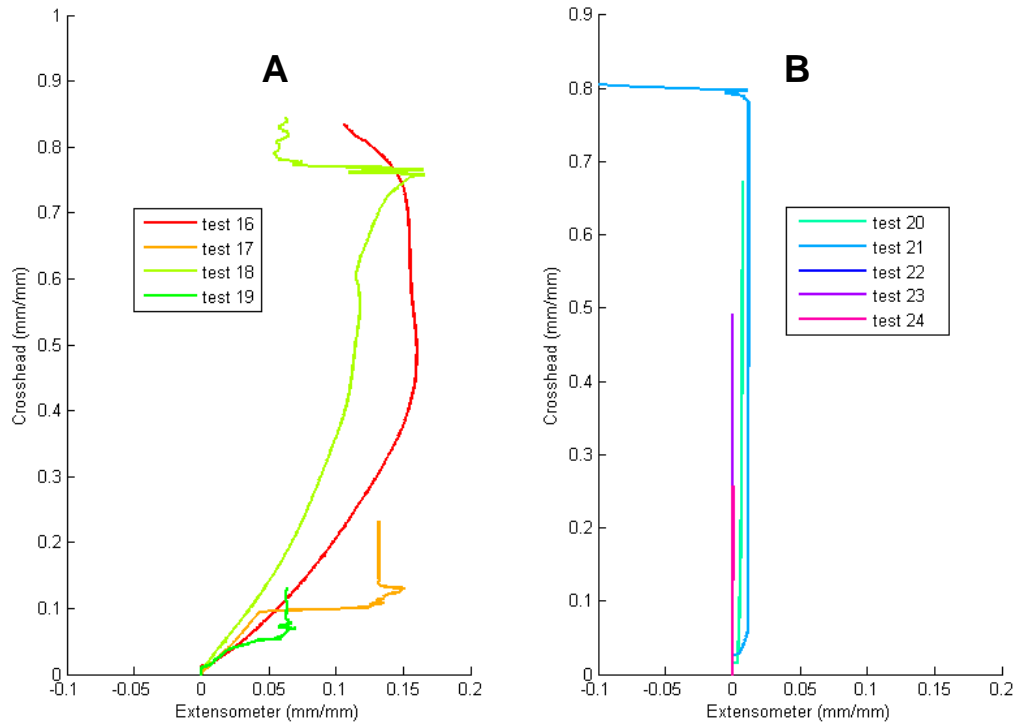 A
1
0.9
0.8
0.7
0.6
0.5
0.4
0.3
0.2
0.1
0
-0.1
-0.05
0
0.05
0.1
0.15
0.2
Crosshead (mm/mm)
Extensometer (mm/mm)
test 16
test 17
test 18
test 19
B
0.9
0.8
0.7
0.6
0.5
0.4
0.3
0.2
0.1
0
-0.1
-0.05
0
0.05
0.1
0.15
0.2
Crosshead (mm/mm)
Extensometer (mm/mm)
test 20
test 21
test 22
test 23
test 24